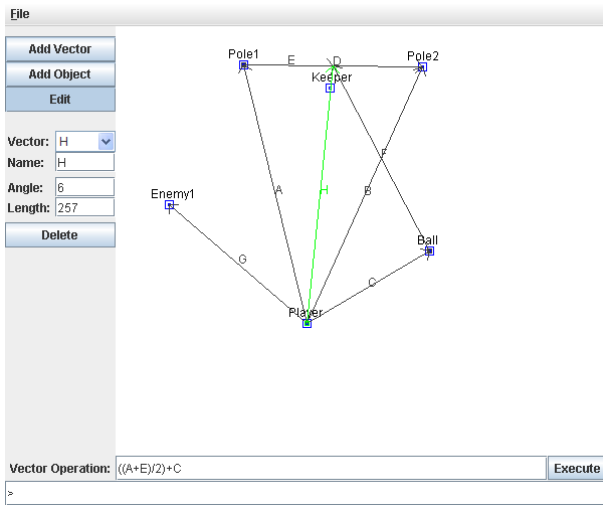 File
Add Vector
Add Object
Edit
Vector: H
Name: H
Angle: 6
Length: 257
Delete
Pole1
E
D
Pole2
Keeper
F
Enemy1
A
H
B
Ball
G
C
Player
Vector Operation: ((A+E)/2)+C
Execute
>